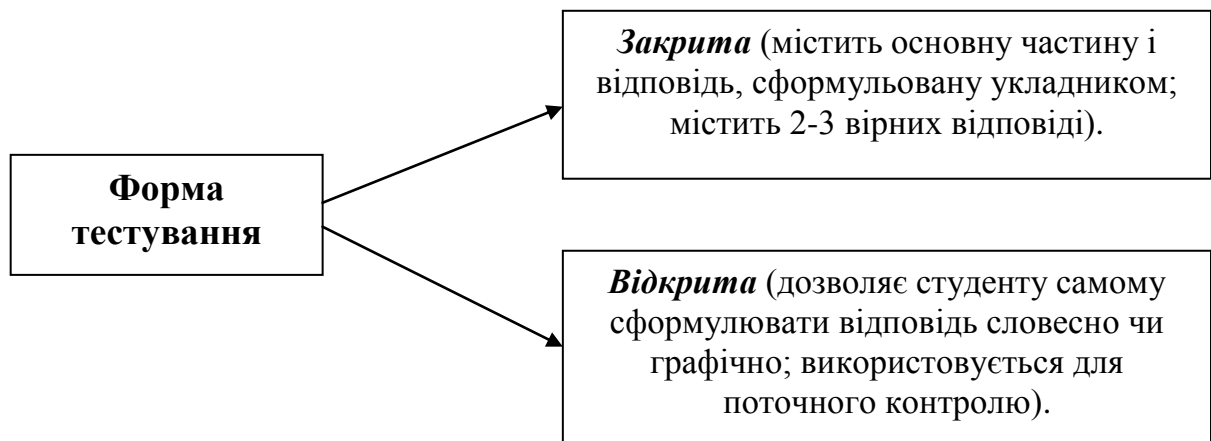 Форма
тестування
Закрита (містить основну частину і
відповідь, сформульовану укладником;
містить 2-3 вірних відповіді).
Відкрита (дозволяє студенту самому
сформулювати відповідь словесно чи
графічно; використовується для
поточного контролю).